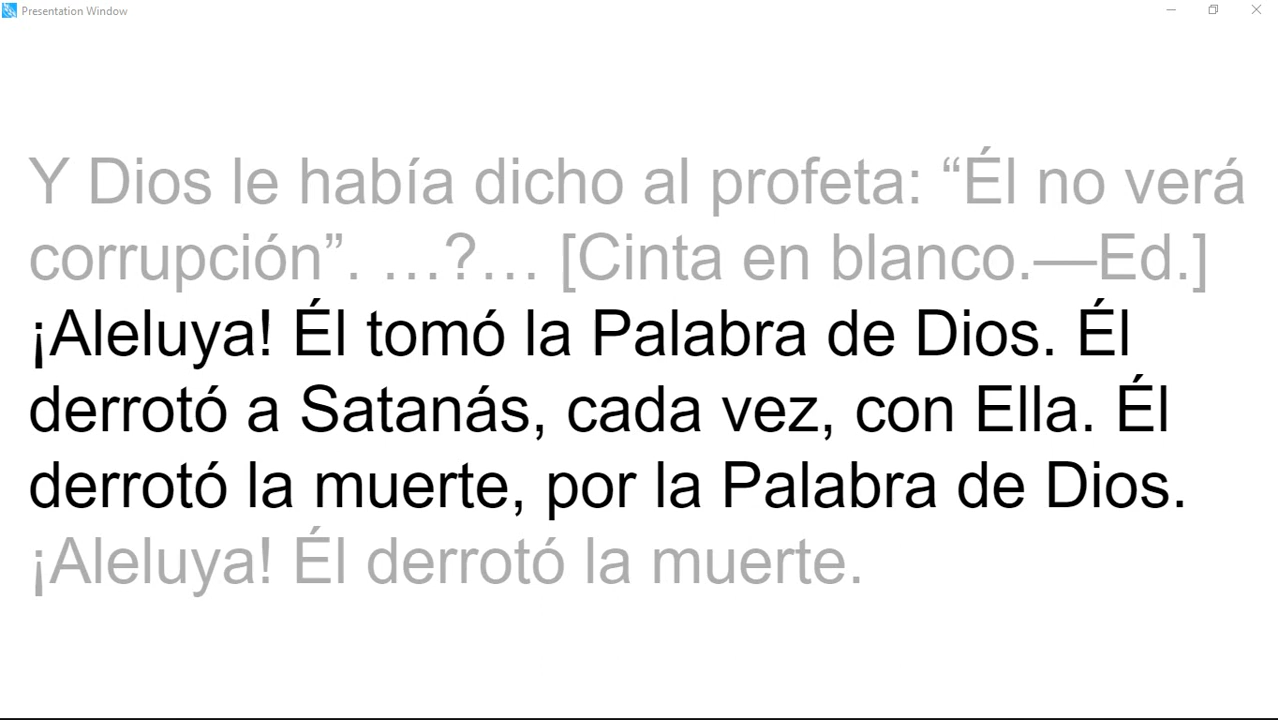 Presentation Window
Y Dios le había dicho al profeta: “Él no verá
corrupción”. …?… [Cinta en blanco.—Ed.]
¡Aleluya! Él tomó la Palabra de Dios. Él
derrotó a Satanás, cada vez, con Ella. Él
derrotó la muerte, por la Palabra de Dios.
¡Aleluya! Él derrotó la muerte.